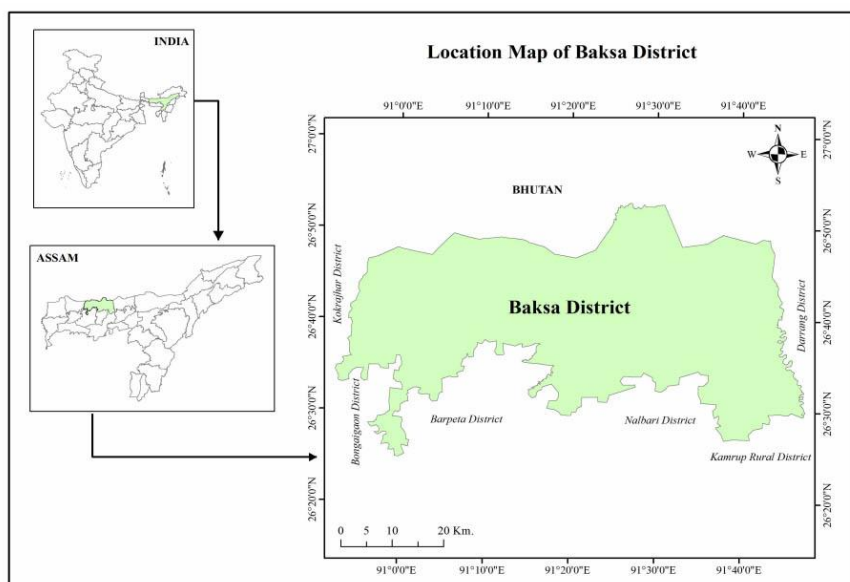 INDIA
Location Map of Baksa District
91°0'0"E 91°10'0"E 91°20'0"E 91°30'0"E 91°40'0"E
27°0'0"N
27°0'0"N
N
W E
S
BHUTAN
26°50'0"N
26°50'0"N
ASSAM
Kokrajhar District
Baksa District
Darrang District
26°40'0"N
26°40'0"N
26°30'0"N
26°30'0"N
Bongaigaon District
Barpeta District
Nalbari District
Kamrup Rural District
26°20'0"N
26°20'0"N
0 5 10 20 Km.
91°0'0"E 91°10'0"E 91°20'0"E 91°30'0"E 91°40'0"E